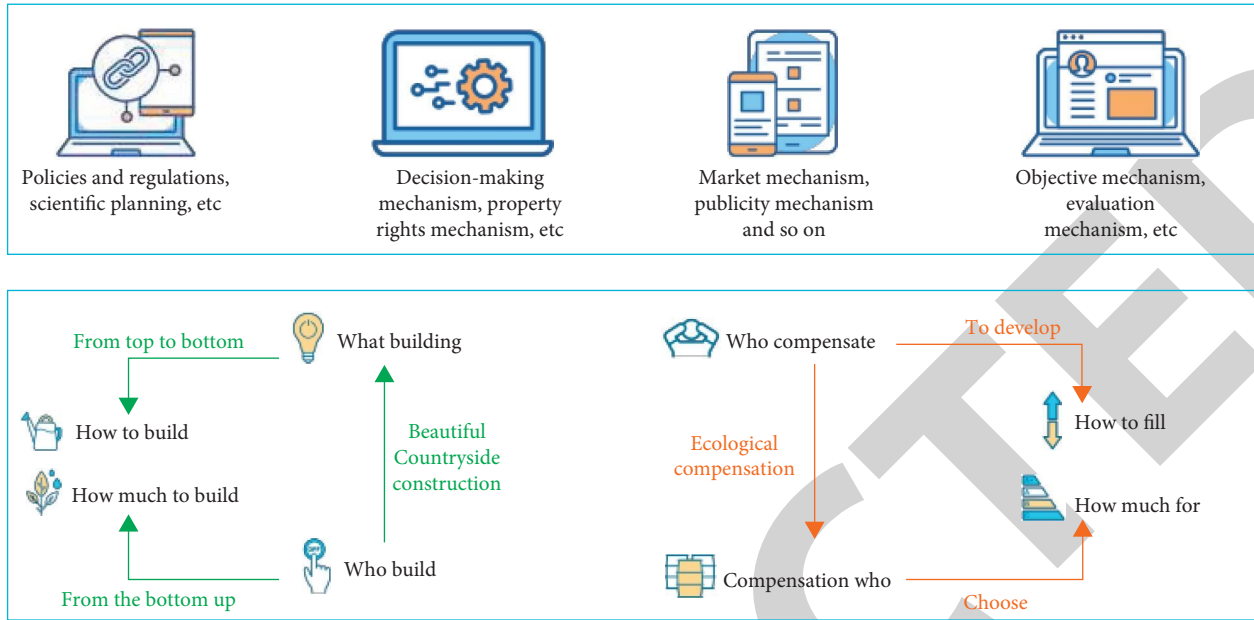 Policies and regulations,
scientific planning, etc
Decision-making
mechanism, property
rights mechanism, etc
Market mechanism,
publicity mechanism
and so on
Objective mechanism,
evaluation
mechanism, etc
From top to bottom
What building
How to build
How much to build
Beautiful
Countryside
construction
Who build
From the bottom up
Who compensate
To develop
How to fill
Ecological
compensation
How much for
Compensation who
Choose
OFF
CTED